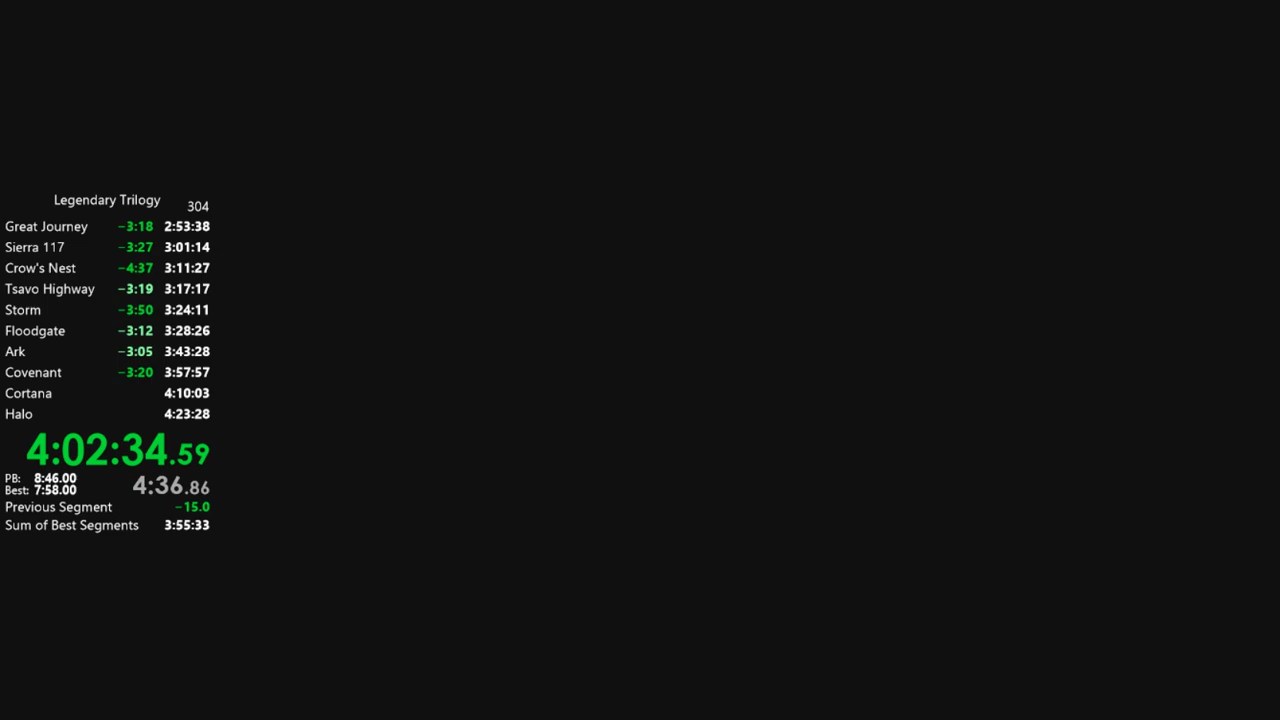 Legendary Trilogy 304
Great Journey −3:18 2:53:38
Sierra 117 −3:27 3:01:14
Crow's Nest −4:37 3:11:27
Tsavo Highway −3:19 3:17:17
Storm −3:50 3:24:11
Floodgate −3:12 3:28:26
Ark −3:05 3:43:28
Covenant −3:20 3:57:57
Cortana 4:10:03
Halo 4:23:28
4:02:34.59
PB: 8:46.00 4:36.86
Best: 7:58.00
Previous Segment −15.0
Sum of Best Segments 3:55:33